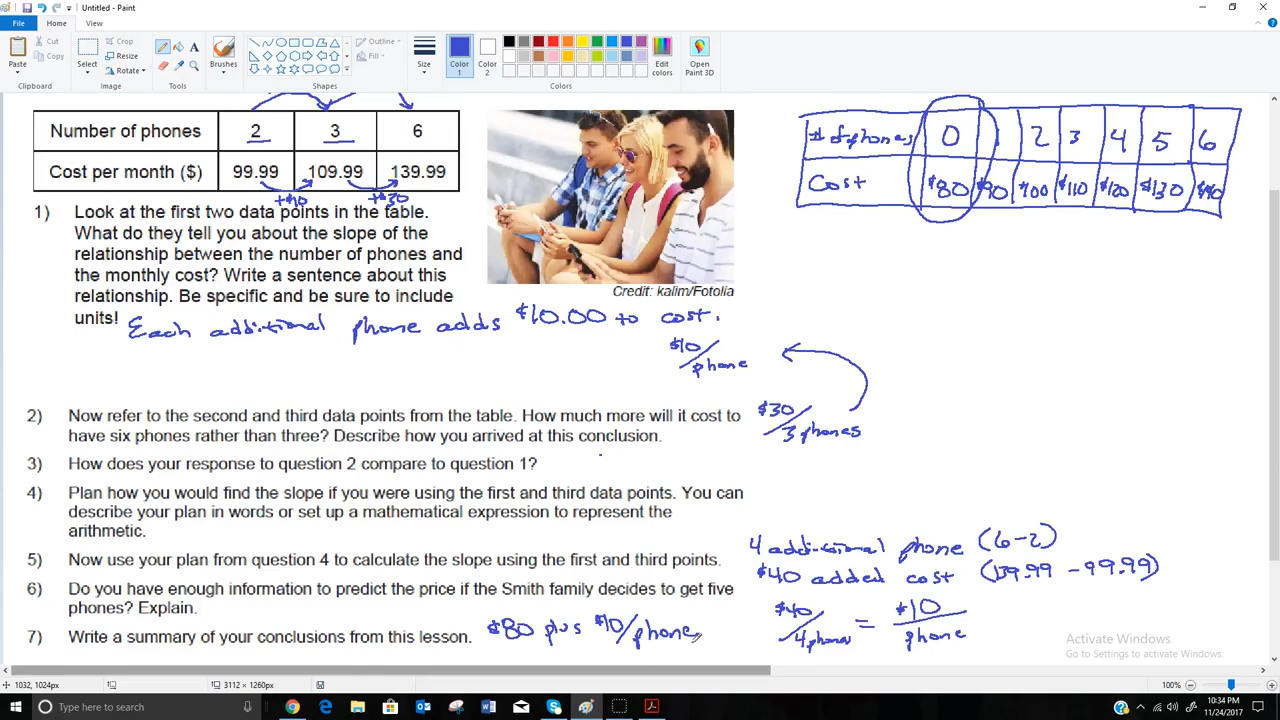 Untitled - Paint
File Home View
Cut
Copy
Paste
Clipboard
Crop
Resize
Rotate
Select
Image
Tools
Brushes
Outline
Fill
Shapes
Size
Color 1
Color 2
Edit colors
Colors
Open Paint 3D
Number of phones 2 3 6
Cost per month ($) 99.99 109.99 139.99
+$10 +$30
# of phones 0 1 2 3 4 5 6
Cost $80 $90 $100 $110 $120 $130 $140
1) Look at the first two data points in the table.
What do they tell you about the slope of the
relationship between the number of phones and
the monthly cost? Write a sentence about this
relationship. Be specific and be sure to include
units!
Credit: kalim/Fotolia
Each additional phone adds $10.00 to cost.
$10/phone
$30/3 phones
2) Now refer to the second and third data points from the table. How much more will it cost to
have six phones rather than three? Describe how you arrived at this conclusion.
3) How does your response to question 2 compare to question 1?
4) Plan how you would find the slope if you were using the first and third data points. You can
describe your plan in words or set up a mathematical expression to represent the
arithmetic.
5) Now use your plan from question 4 to calculate the slope using the first and third points.
6) Do you have enough information to predict the price if the Smith family decides to get five
phones? Explain.
7) Write a summary of your conclusions from this lesson.
$80 plus $10/phone
4 additional phone (6-2)
$40 added cost (139.99 - 99.99)
$40/4 phones = $10/phone
Activate Windows
Go to Settings to activate Windows.
1032, 1024px
3112 × 1260px
100%
Type here to search
10:34 PM
11/24/2017